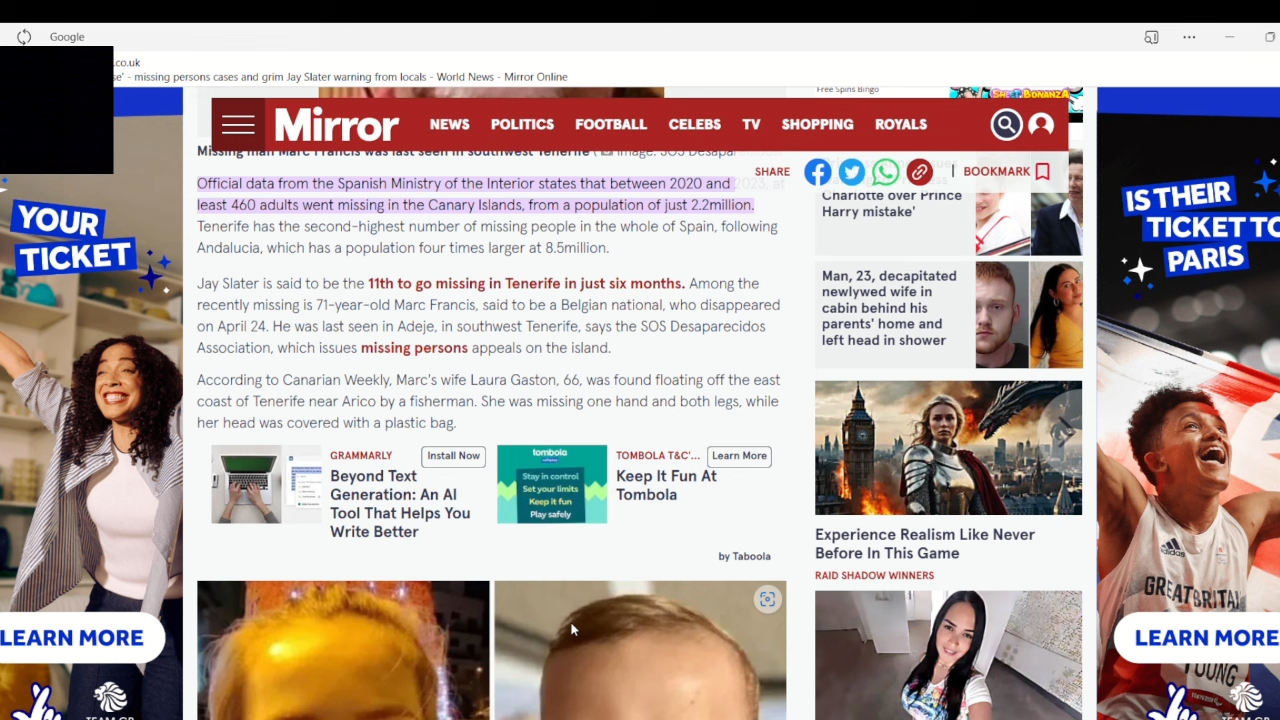 Google
.co.uk
se' - missing persons cases and grim Jay Slater warning from locals - World News - Mirror Online
Free Spins Bingo
BONANZA
Mirror
NEWS POLITICS FOOTBALL CELEBS TV SHOPPING ROYALS
Missing man Marc Francis was last seen in southwest Tenerife ( Image: SOS Desapar
SHARE | BOOKMARK
Official data from the Spanish Ministry of the Interior states that between 2020 and 2023, at
least 460 adults went missing in the Canary Islands, from a population of just 2.2million.
Tenerife has the second-highest number of missing people in the whole of Spain, following
Andalucia, which has a population four times larger at 8.5million.
Jay Slater is said to be the 11th to go missing in Tenerife in just six months. Among the
recently missing is 71-year-old Marc Francis, said to be a Belgian national, who disappeared
on April 24. He was last seen in Adeje, in southwest Tenerife, says the SOS Desaparecidos
Association, which issues missing persons appeals on the island.
According to Canarian Weekly, Marc's wife Laura Gaston, 66, was found floating off the east
coast of Tenerife near Arico by a fisherman. She was missing one hand and both legs, while
her head was covered with a plastic bag.
GRAMMARLY
Install Now
Beyond Text
Generation: An AI
Tool That Helps You
Write Better
tombola
Stay in control
Set your limits
Keep it fun
Play safely
TOMBOLA T&C'...
Learn More
Keep It Fun At
Tombola
by Taboola
Charlotte over Prince
Harry mistake'
Man, 23, decapitated
newlywed wife in
cabin behind his
parents' home and
left head in shower
Experience Realism Like Never
Before In This Game
RAID SHADOW WINNERS
YOUR
TICKET
LEARN MORE
TEAM GB
IS THEIR
TICKET TO
PARIS
GREAT BRITAI
YOUNG
LEARN MORE
TEAM GB